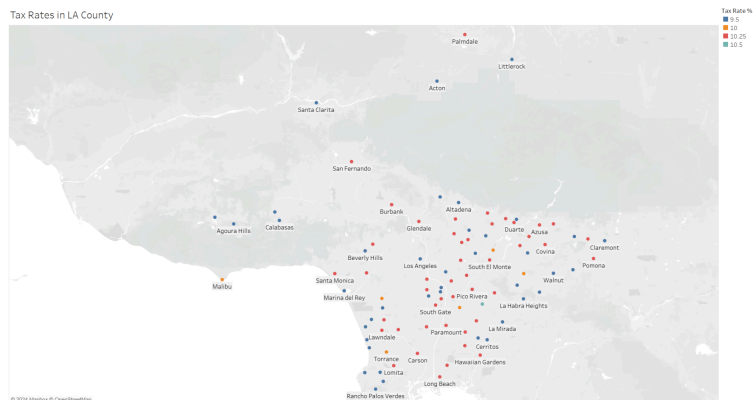 Tax Rates in LA County
Tax Rate %
9.5
10
10.25
10.5
Palmdale
Littlerock
Acton
Santa Clarita
San Fernando
Burbank
Altadena
Glendale
Duarte
Azusa
Agoura Hills
Calabasas
Beverly Hills
Covina
Claremont
Los Angeles
South El Monte
Pomona
Malibu
Santa Monica
Walnut
Marina del Rey
Pico Rivera
La Habra Heights
South Gate
Lawndale
Paramount
La Mirada
Cerritos
Torrance
Carson
Hawaiian Gardens
Lomita
Long Beach
Rancho Palos Verdes
© 2024 Mapbox © OpenStreetMap